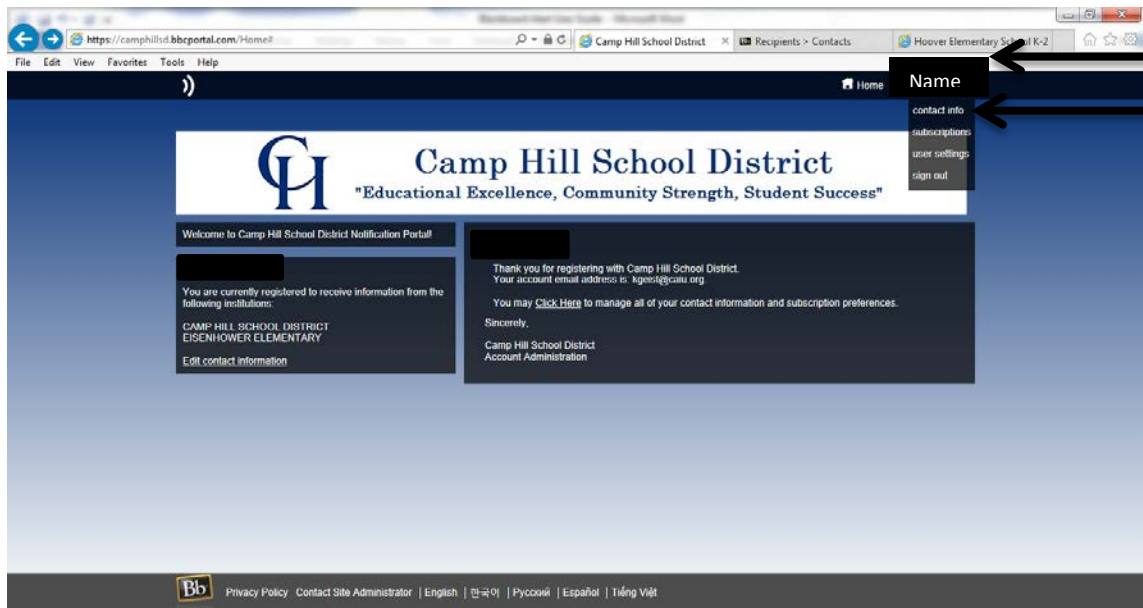 https://camphillsd.bbcportal.com/Home#
Camp Hill School District
Recipients > Contacts
Hoover Elementary School K-2
File Edit View Favorites Tools Help
Home
Name
contact info
subscriptions
user settings
sign out
CH
Camp Hill School District
"Educational Excellence, Community Strength, Student Success"
Welcome to Camp Hill School District Notification Portal!
You are currently registered to receive information from the
following institutions:
CAMP HILL SCHOOL DISTRICT
EISENHOWER ELEMENTARY
Edit contact information
Thank you for registering with Camp Hill School District.
Your account email address is: kgeist@caiu.org.
You may Click Here to manage all of your contact information and subscription preferences.
Sincerely,
Camp Hill School District
Account Administration
Bb
Privacy Policy Contact Site Administrator | English | 한국어 | Русский | Español | Tiếng Việt